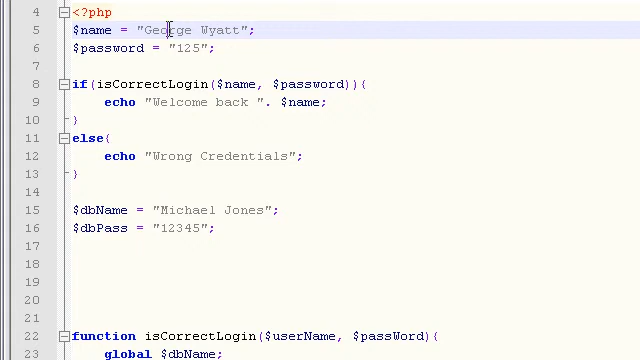 4 <?php
5 $name = "George Wyatt";
6 $password = "125";
7
8 if(isCorrectLogin($name, $password)){
9 echo "Welcome back ". $name;
10 }
11 else{
12 echo "Wrong Credentials";
13 }
14
15 $dbName = "Michael Jones";
16 $dbPass = "12345";
17
18
19
20
21
22 function isCorrectLogin($userName, $passWord){
23 global $dbName;